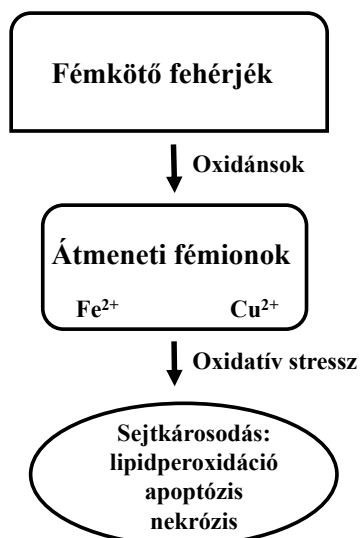 Fémkötő fehérjék
Oxidánsok
Átmeneti fémionok
Fe²⁺ Cu²⁺
Oxidatív stressz
Sejtkárosodás:
lipidperoxidáció
apoptózis
nekrózis